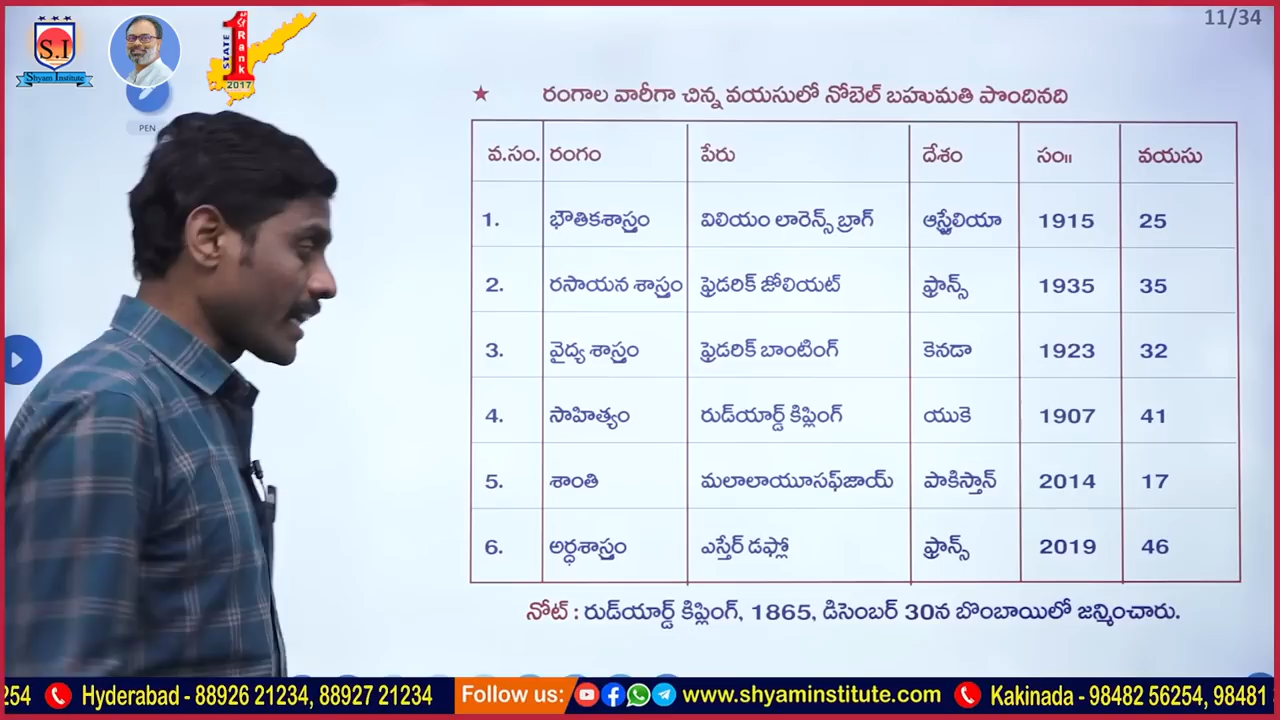 11/34
S.I
Shyam Institute
STATE
1
Rank
2017
PEN
★ రంగాల వారీగా చిన్న వయసులో నోబెల్ బహుమతి పొందినది
వ.సం. రంగం పేరు దేశం సం॥ వయసు
1. భౌతికశాస్త్రం విలియం లారెన్స్ బ్రాగ్ ఆస్ట్రేలియా 1915 25
2. రసాయన శాస్త్రం ఫ్రెడరిక్ జోలియట్ ఫ్రాన్స్ 1935 35
3. వైద్య శాస్త్రం ఫ్రెడరిక్ బాంటింగ్ కెనడా 1923 32
4. సాహిత్యం రుడ్‌యార్డ్ కిప్లింగ్ యుకె 1907 41
5. శాంతి మలాలాయూసఫ్‌జాయ్ పాకిస్తాన్ 2014 17
6. అర్ధశాస్త్రం ఎస్తేర్ డఫ్లో ఫ్రాన్స్ 2019 46
నోట్ : రుడ్‌యార్డ్ కిప్లింగ్, 1865, డిసెంబర్ 30న బొంబాయిలో జన్మించారు.
254 Hyderabad - 88926 21234, 88927 21234 Follow us: www.shyaminstitute.com Kakinada - 98482 56254, 98481